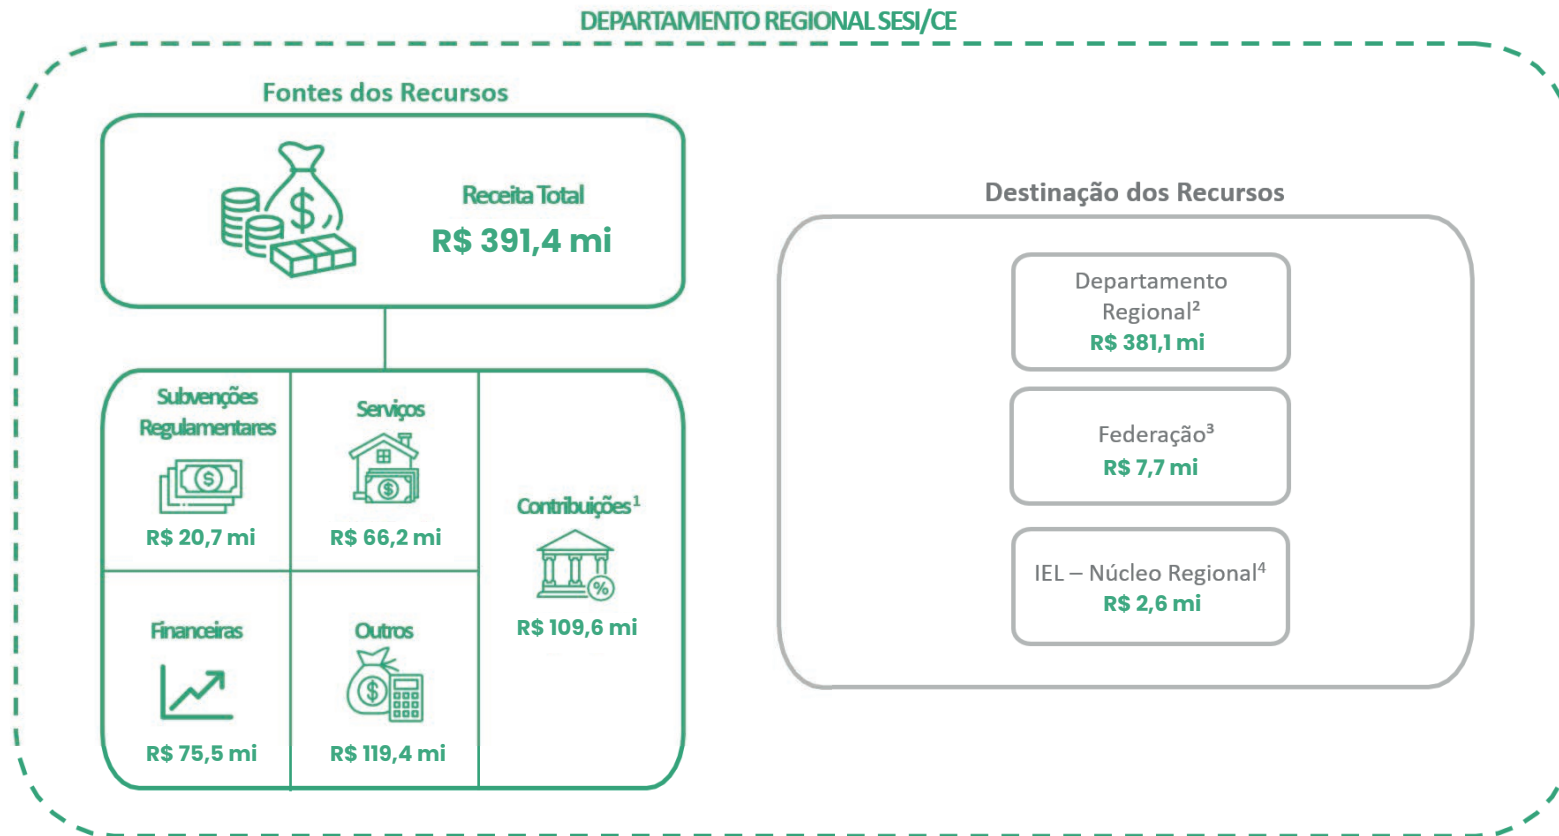 DEPARTAMENTO REGIONAL SESI/CE
Fontes dos Recursos
$
Receita Total
R$ 391,4 mi
Subvenções
Regulamentares
$
R$ 20,7 mi
Serviços
$
R$ 66,2 mi
Contribuições¹
%
R$ 109,6 mi
Financeiras
R$ 75,5 mi
Outros
$
R$ 119,4 mi
Destinação dos Recursos
Departamento
Regional²
R$ 381,1 mi
Federação³
R$ 7,7 mi
IEL – Núcleo Regional⁴
R$ 2,6 mi